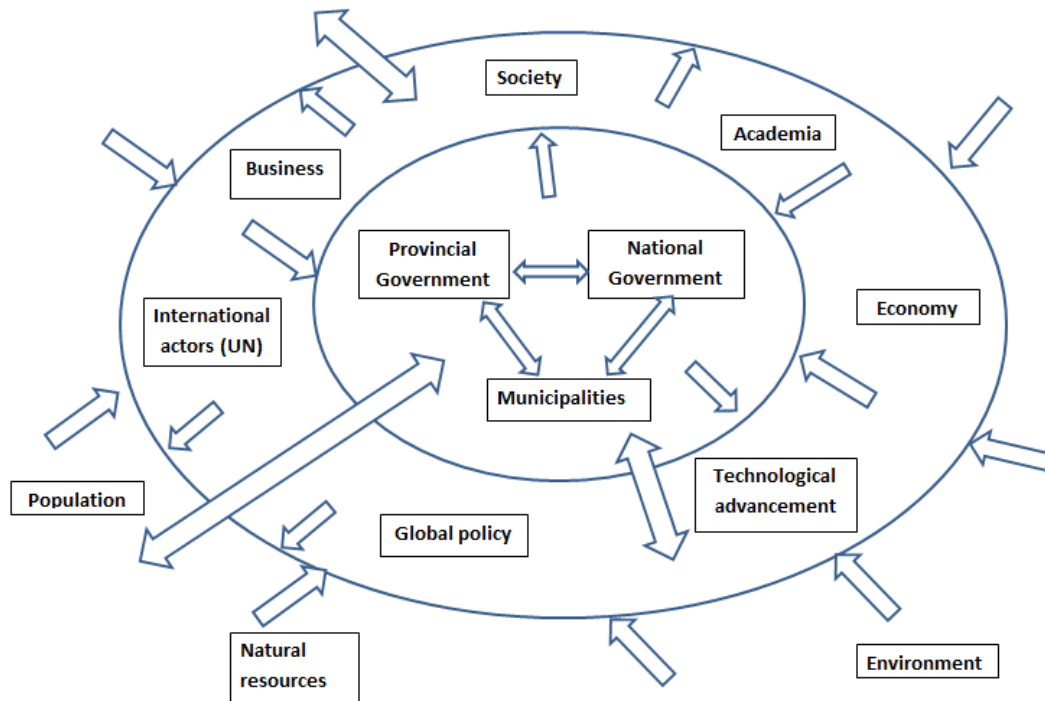 Society
Academia
Business
Provincial
Government
National
Government
International
actors (UN)
Economy
Municipalities
Population
Technological
advancement
Global policy
Natural
resources
Environment